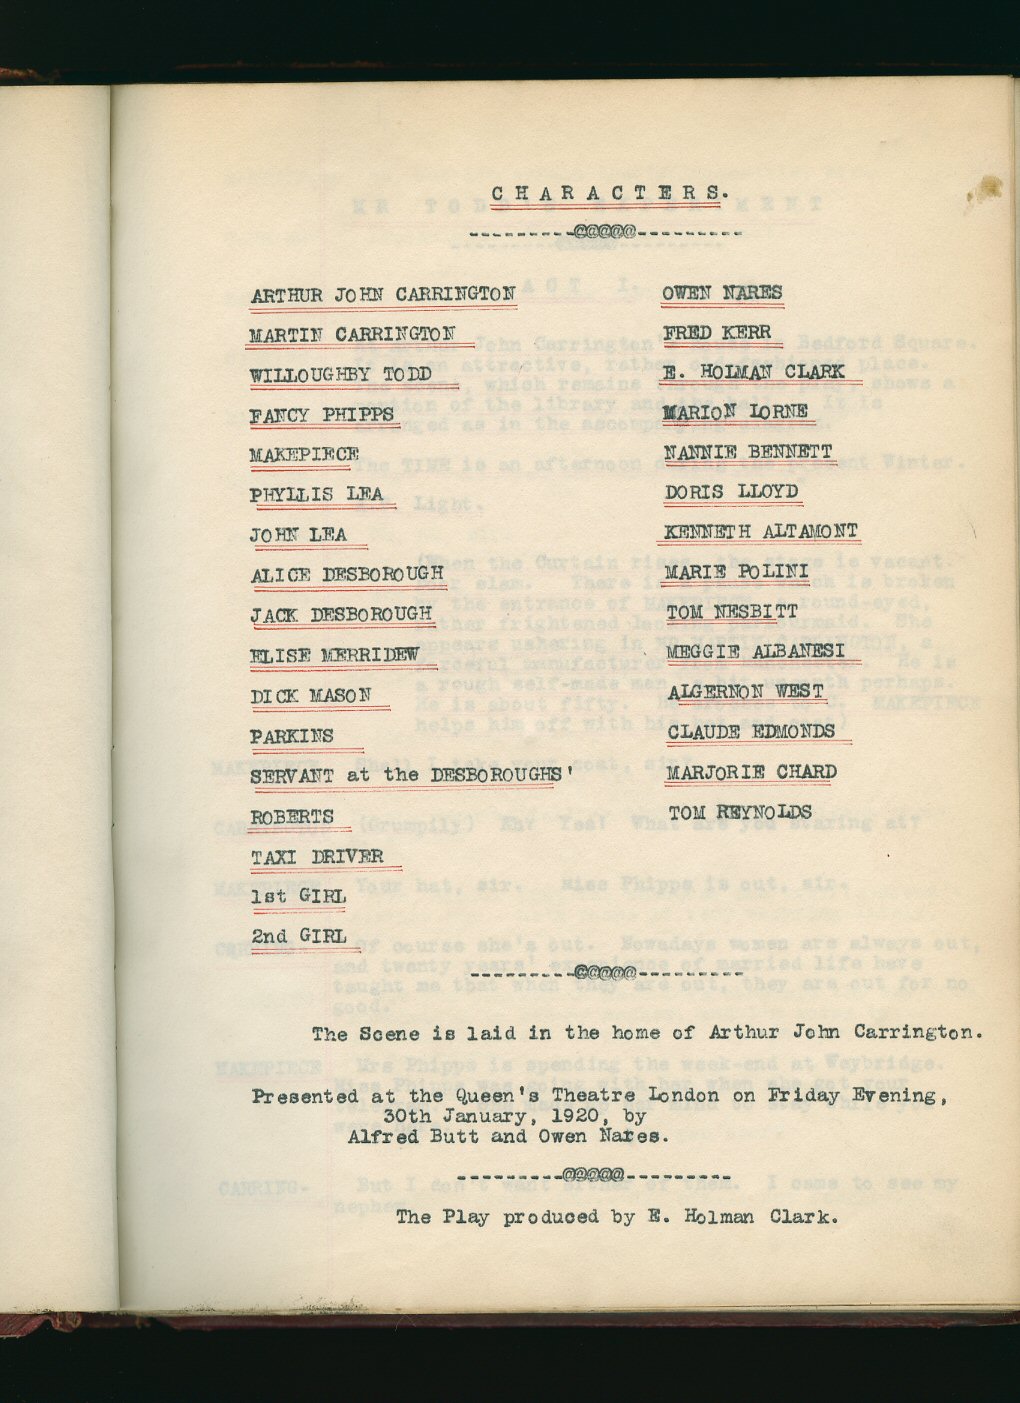 CHARACTERS.
---------@@@@@---------
ARTHUR JOHN CARRINGTON OWEN NARES
MARTIN CARRINGTON FRED KERR
WILLOUGHBY TODD E. HOLMAN CLARK
FANCY PHIPPS MARION LORNE
MAKEPIECE NANNIE BENNETT
PHYLLIS LEA DORIS LLOYD
JOHN LEA KENNETH ALTAMONT
ALICE DESBOROUGH MARIE POLINI
JACK DESBOROUGH TOM NESBITT
ELISE MERRIDEW MEGGIE ALBANESI
DICK MASON ALGERNON WEST
PARKINS CLAUDE EDMONDS
SERVANT at the DESBOROUGHS' MARJORIE CHARD
ROBERTS TOM REYNOLDS
TAXI DRIVER
1st GIRL
2nd GIRL
---------@@@@@---------
The Scene is laid in the home of Arthur John Carrington.
Presented at the Queen's Theatre London on Friday Evening,
30th January, 1920, by
Alfred Butt and Owen Nares.
---------@@@@@---------
The Play produced by E. Holman Clark.